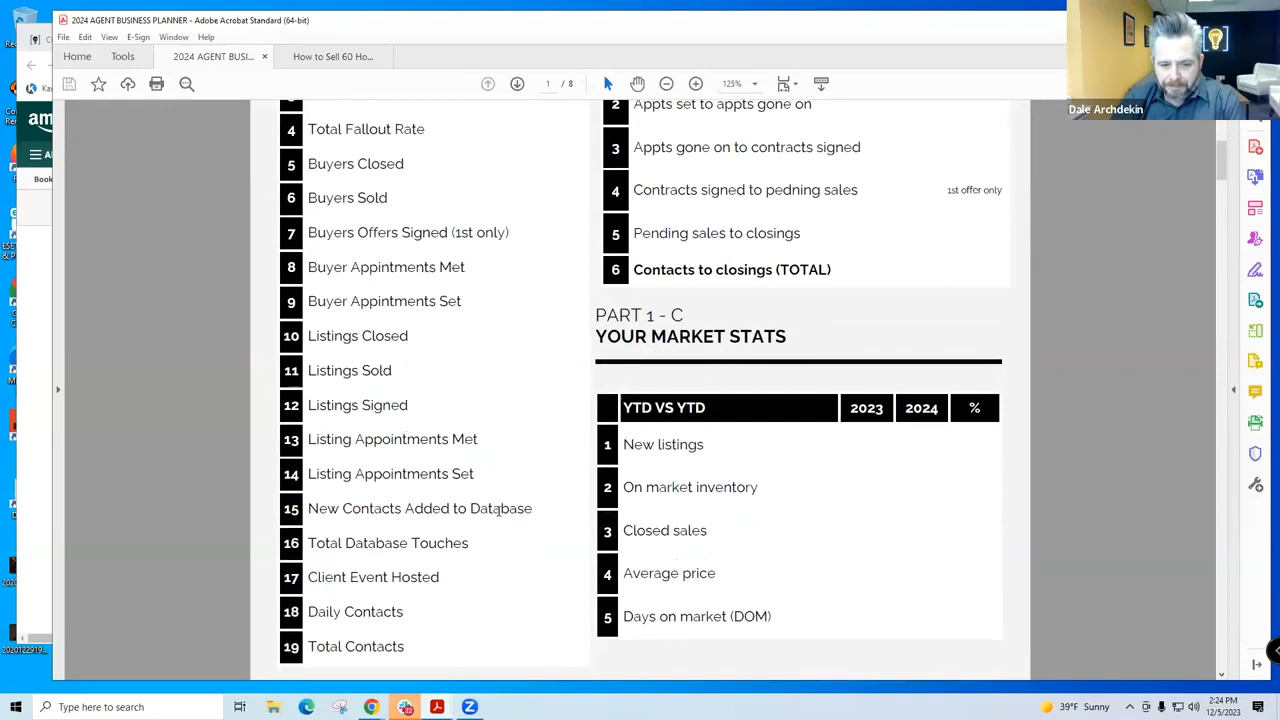 2024 AGENT BUSINESS PLANNER - Adobe Acrobat Standard (64-bit)
File Edit View E-Sign Window Help
Home Tools 2024 AGENT BUSI... × How to Sell 60 Ho...
1 / 8 125%
Dale Archdekin
am
Book
4 Total Fallout Rate
5 Buyers Closed
6 Buyers Sold
7 Buyers Offers Signed (1st only)
8 Buyer Appintments Met
9 Buyer Appintments Set
10 Listings Closed
11 Listings Sold
12 Listings Signed
13 Listing Appointments Met
14 Listing Appointments Set
15 New Contacts Added to Database
16 Total Database Touches
17 Client Event Hosted
18 Daily Contacts
19 Total Contacts
2 Appts set to appts gone on
3 Appts gone on to contracts signed
4 Contracts signed to pedning sales 1st offer only
5 Pending sales to closings
6 Contacts to closings (TOTAL)
PART 1 - C
YOUR MARKET STATS
YTD VS YTD 2023 2024 %
1 New listings
2 On market inventory
3 Closed sales
4 Average price
5 Days on market (DOM)
Type here to search
39°F Sunny
2:24 PM
12/5/2023